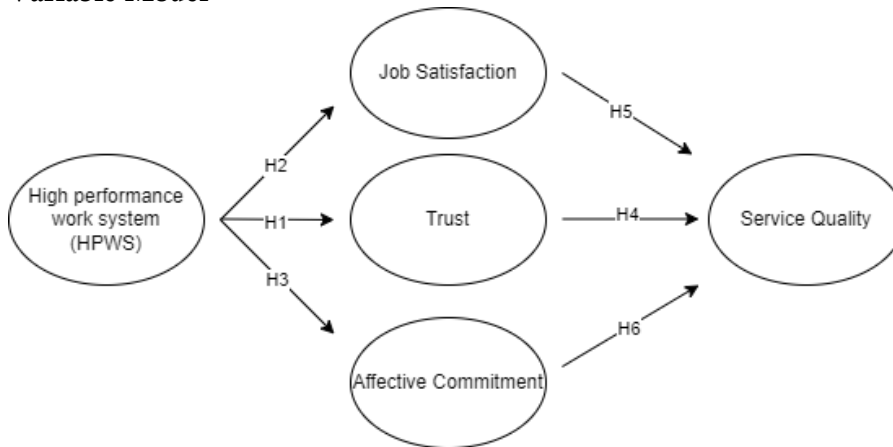 Variable Model
Job Satisfaction
H5
H2
High performance
work system
(HPWS)
H1
Trust
H4
Service Quality
H3
H6
Affective Commitment